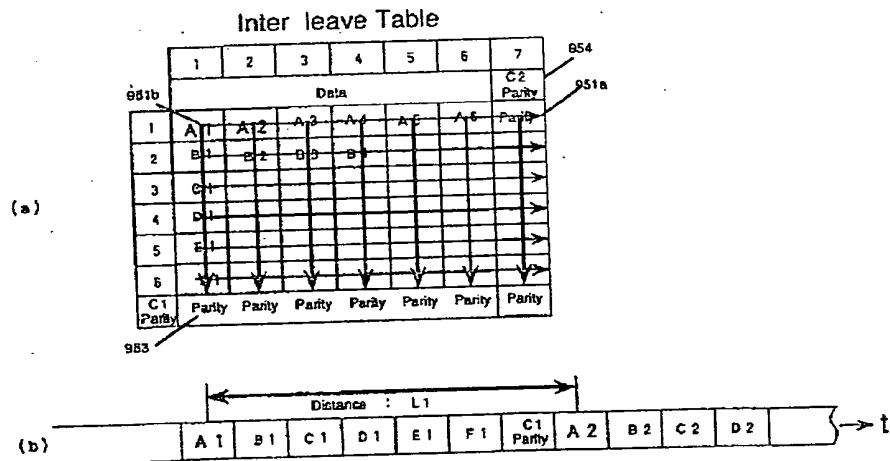 Inter leave Table
1 2 3 4 5 6 7
954
Data
C2
Parity
951b
951a
1 A 1 A 2 A 3 A 4 A 5 A 6 Parity
2 B 1 B 2 B 3 B 4
3 C 1
(a)
4 D 1
5 E 1
6
C1
Parity
Parity Parity Parity Parity Parity Parity Parity
953
Distance : L1
(b)
A 1 B 1 C 1 D 1 E 1 F 1 C1 Parity A 2 B 2 C 2 D 2
t